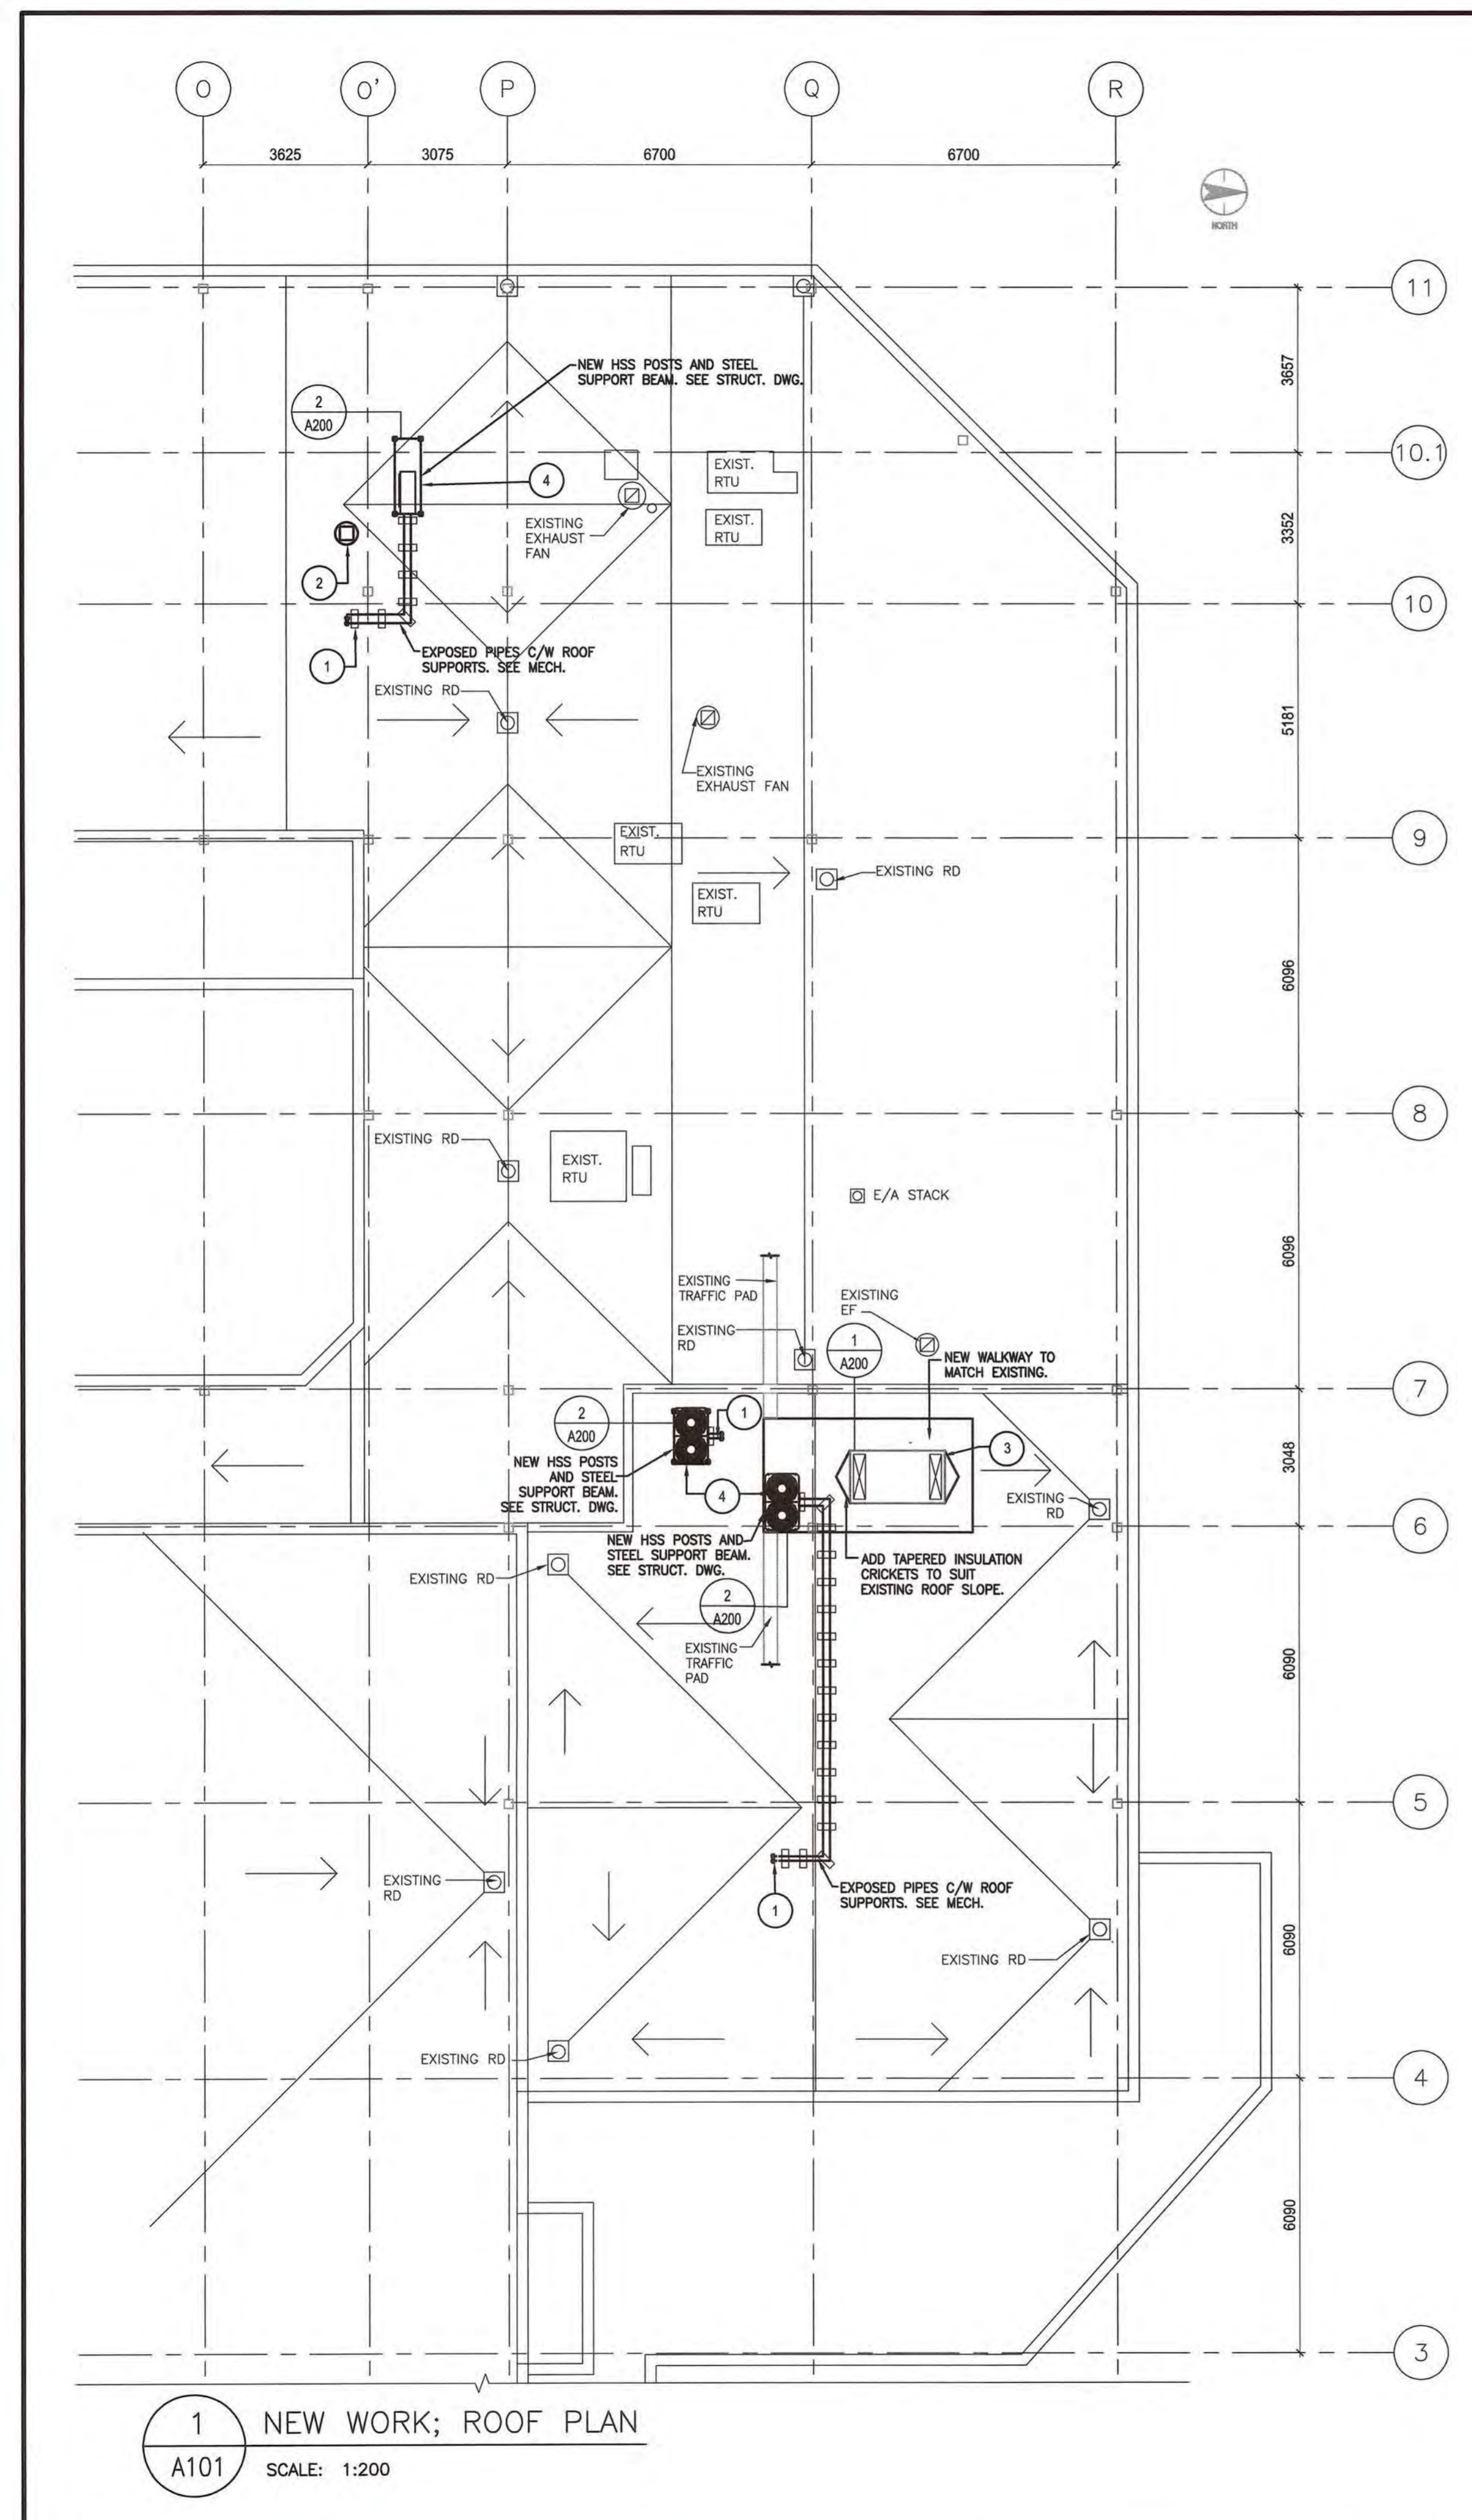 O
O'
P
Q
R
3625
3075
6700
6700
NORTH
11
3657
NEW HSS POSTS AND STEEL
SUPPORT BEAM. SEE STRUCT. DWG.
2
A200
10.1
EXIST.
RTU
4
EXIST.
RTU
EXISTING
EXHAUST
FAN
3352
2
10
EXPOSED PIPES C/W ROOF
SUPPORTS. SEE MECH.
1
EXISTING RD
5181
EXISTING
EXHAUST FAN
EXIST.
RTU
9
EXISTING RD
EXIST.
RTU
6096
8
EXISTING RD
EXIST.
RTU
E/A STACK
6096
EXISTING
TRAFFIC PAD
EXISTING
EF
EXISTING
RD
1
A200
NEW WALKWAY TO
MATCH EXISTING.
7
2
A200
1
3
3048
NEW HSS POSTS
AND STEEL
SUPPORT BEAM.
SEE STRUCT. DWG.
4
EXISTING
RD
6
NEW HSS POSTS AND
STEEL SUPPORT BEAM.
SEE STRUCT. DWG.
ADD TAPERED INSULATION
CRICKETS TO SUIT
EXISTING ROOF SLOPE.
EXISTING RD
2
A200
EXISTING
TRAFFIC
PAD
6090
5
EXISTING
RD
EXPOSED PIPES C/W ROOF
SUPPORTS. SEE MECH.
1
6090
EXISTING RD
EXISTING RD
4
6090
3
1
A101
NEW WORK; ROOF PLAN
SCALE: 1:200